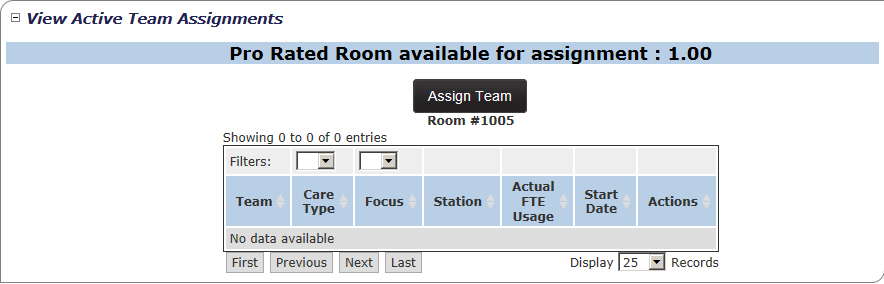 View Active Team Assignments
Pro Rated Room available for assignment : 1.00
Assign Team
Room #1005
Showing 0 to 0 of 0 entries
Filters:
Team Care Type Focus Station Actual FTE Usage Start Date Actions
No data available
First Previous Next Last Display 25 Records